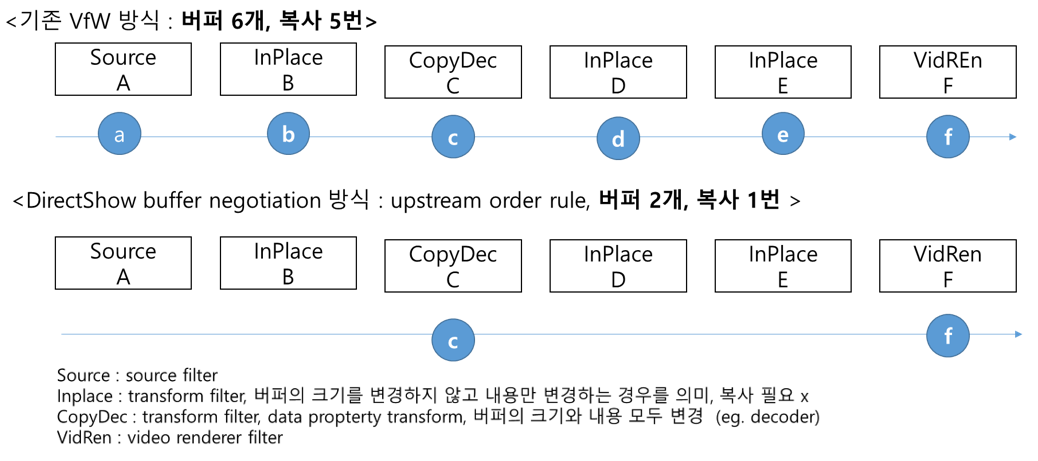 <기존 VfW 방식 : 버퍼 6개, 복사 5번>
Source
A
InPlace
B
CopyDec
C
InPlace
D
InPlace
E
VidREn
F
a
b
c
d
e
f
<DirectShow buffer negotiation 방식 : upstream order rule, 버퍼 2개, 복사 1번 >
Source
A
InPlace
B
CopyDec
C
InPlace
D
InPlace
E
VidRen
F
c
f
Source : source filter
Inplace : transform filter, 버퍼의 크기를 변경하지 않고 내용만 변경하는 경우를 의미, 복사 필요 x
CopyDec : transform filter, data propterty transform, 버퍼의 크기와 내용 모두 변경  (eg. decoder)
VidRen : video renderer filter